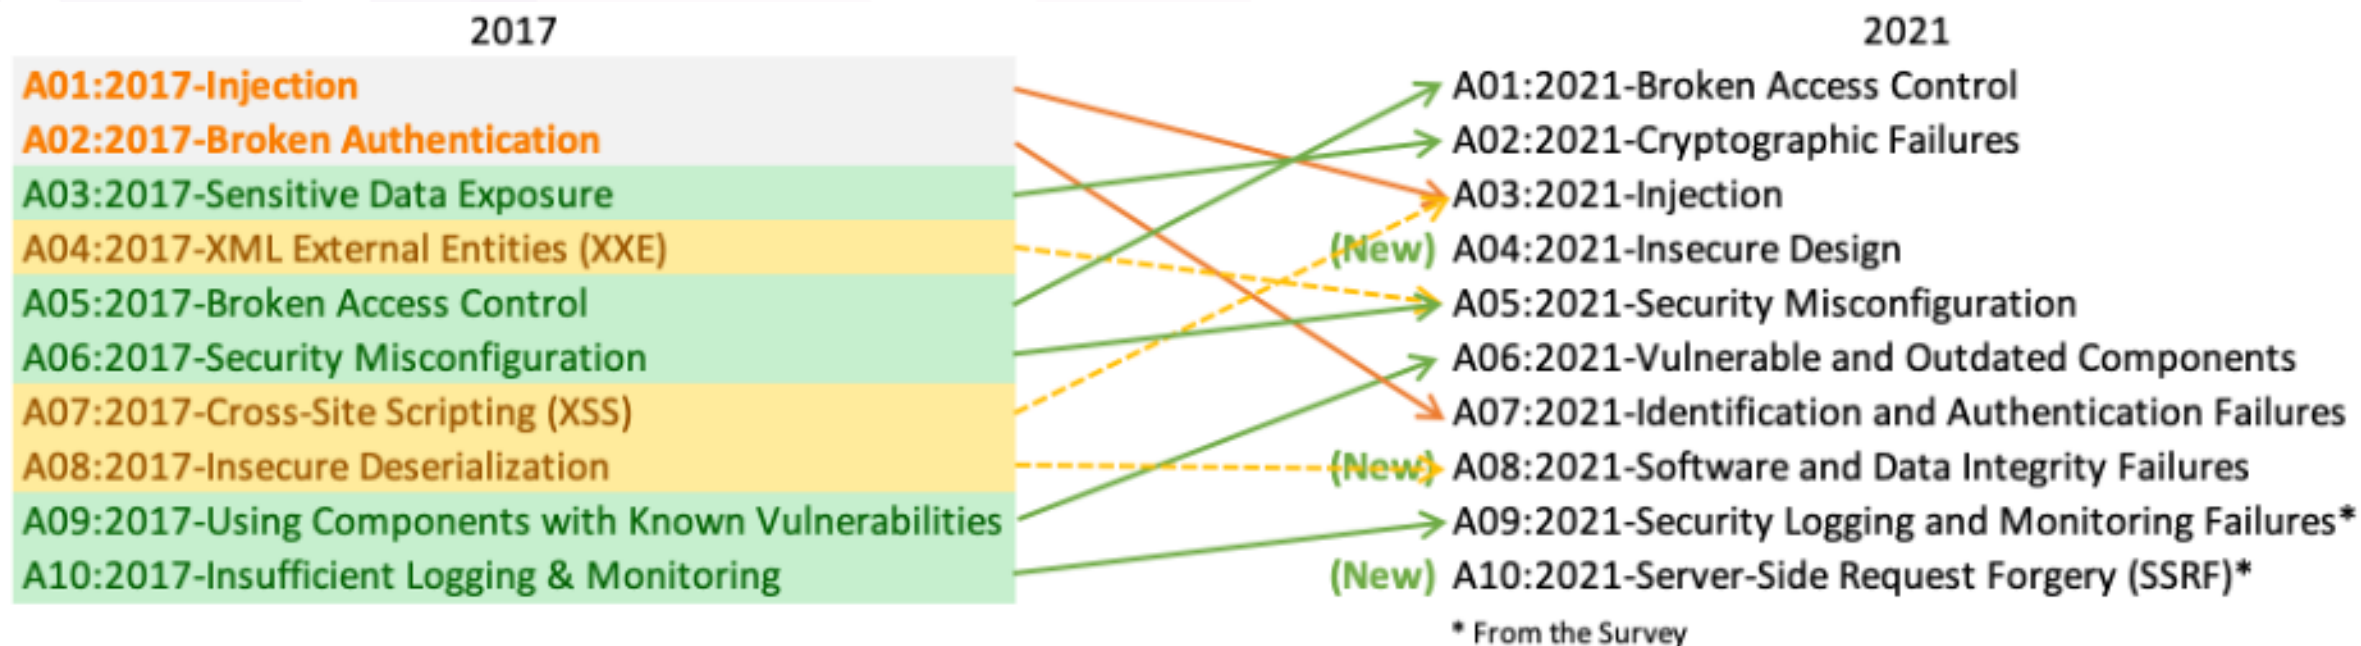 2017
A01:2017-Injection
A02:2017-Broken Authentication
A03:2017-Sensitive Data Exposure
A04:2017-XML External Entities (XXE)
A05:2017-Broken Access Control
A06:2017-Security Misconfiguration
A07:2017-Cross-Site Scripting (XSS)
A08:2017-Insecure Deserialization
A09:2017-Using Components with Known Vulnerabilities
A10:2017-Insufficient Logging & Monitoring
2021
A01:2021-Broken Access Control
A02:2021-Cryptographic Failures
A03:2021-Injection
(New) A04:2021-Insecure Design
A05:2021-Security Misconfiguration
A06:2021-Vulnerable and Outdated Components
A07:2021-Identification and Authentication Failures
(New) A08:2021-Software and Data Integrity Failures
A09:2021-Security Logging and Monitoring Failures*
(New) A10:2021-Server-Side Request Forgery (SSRF)*
* From the Survey